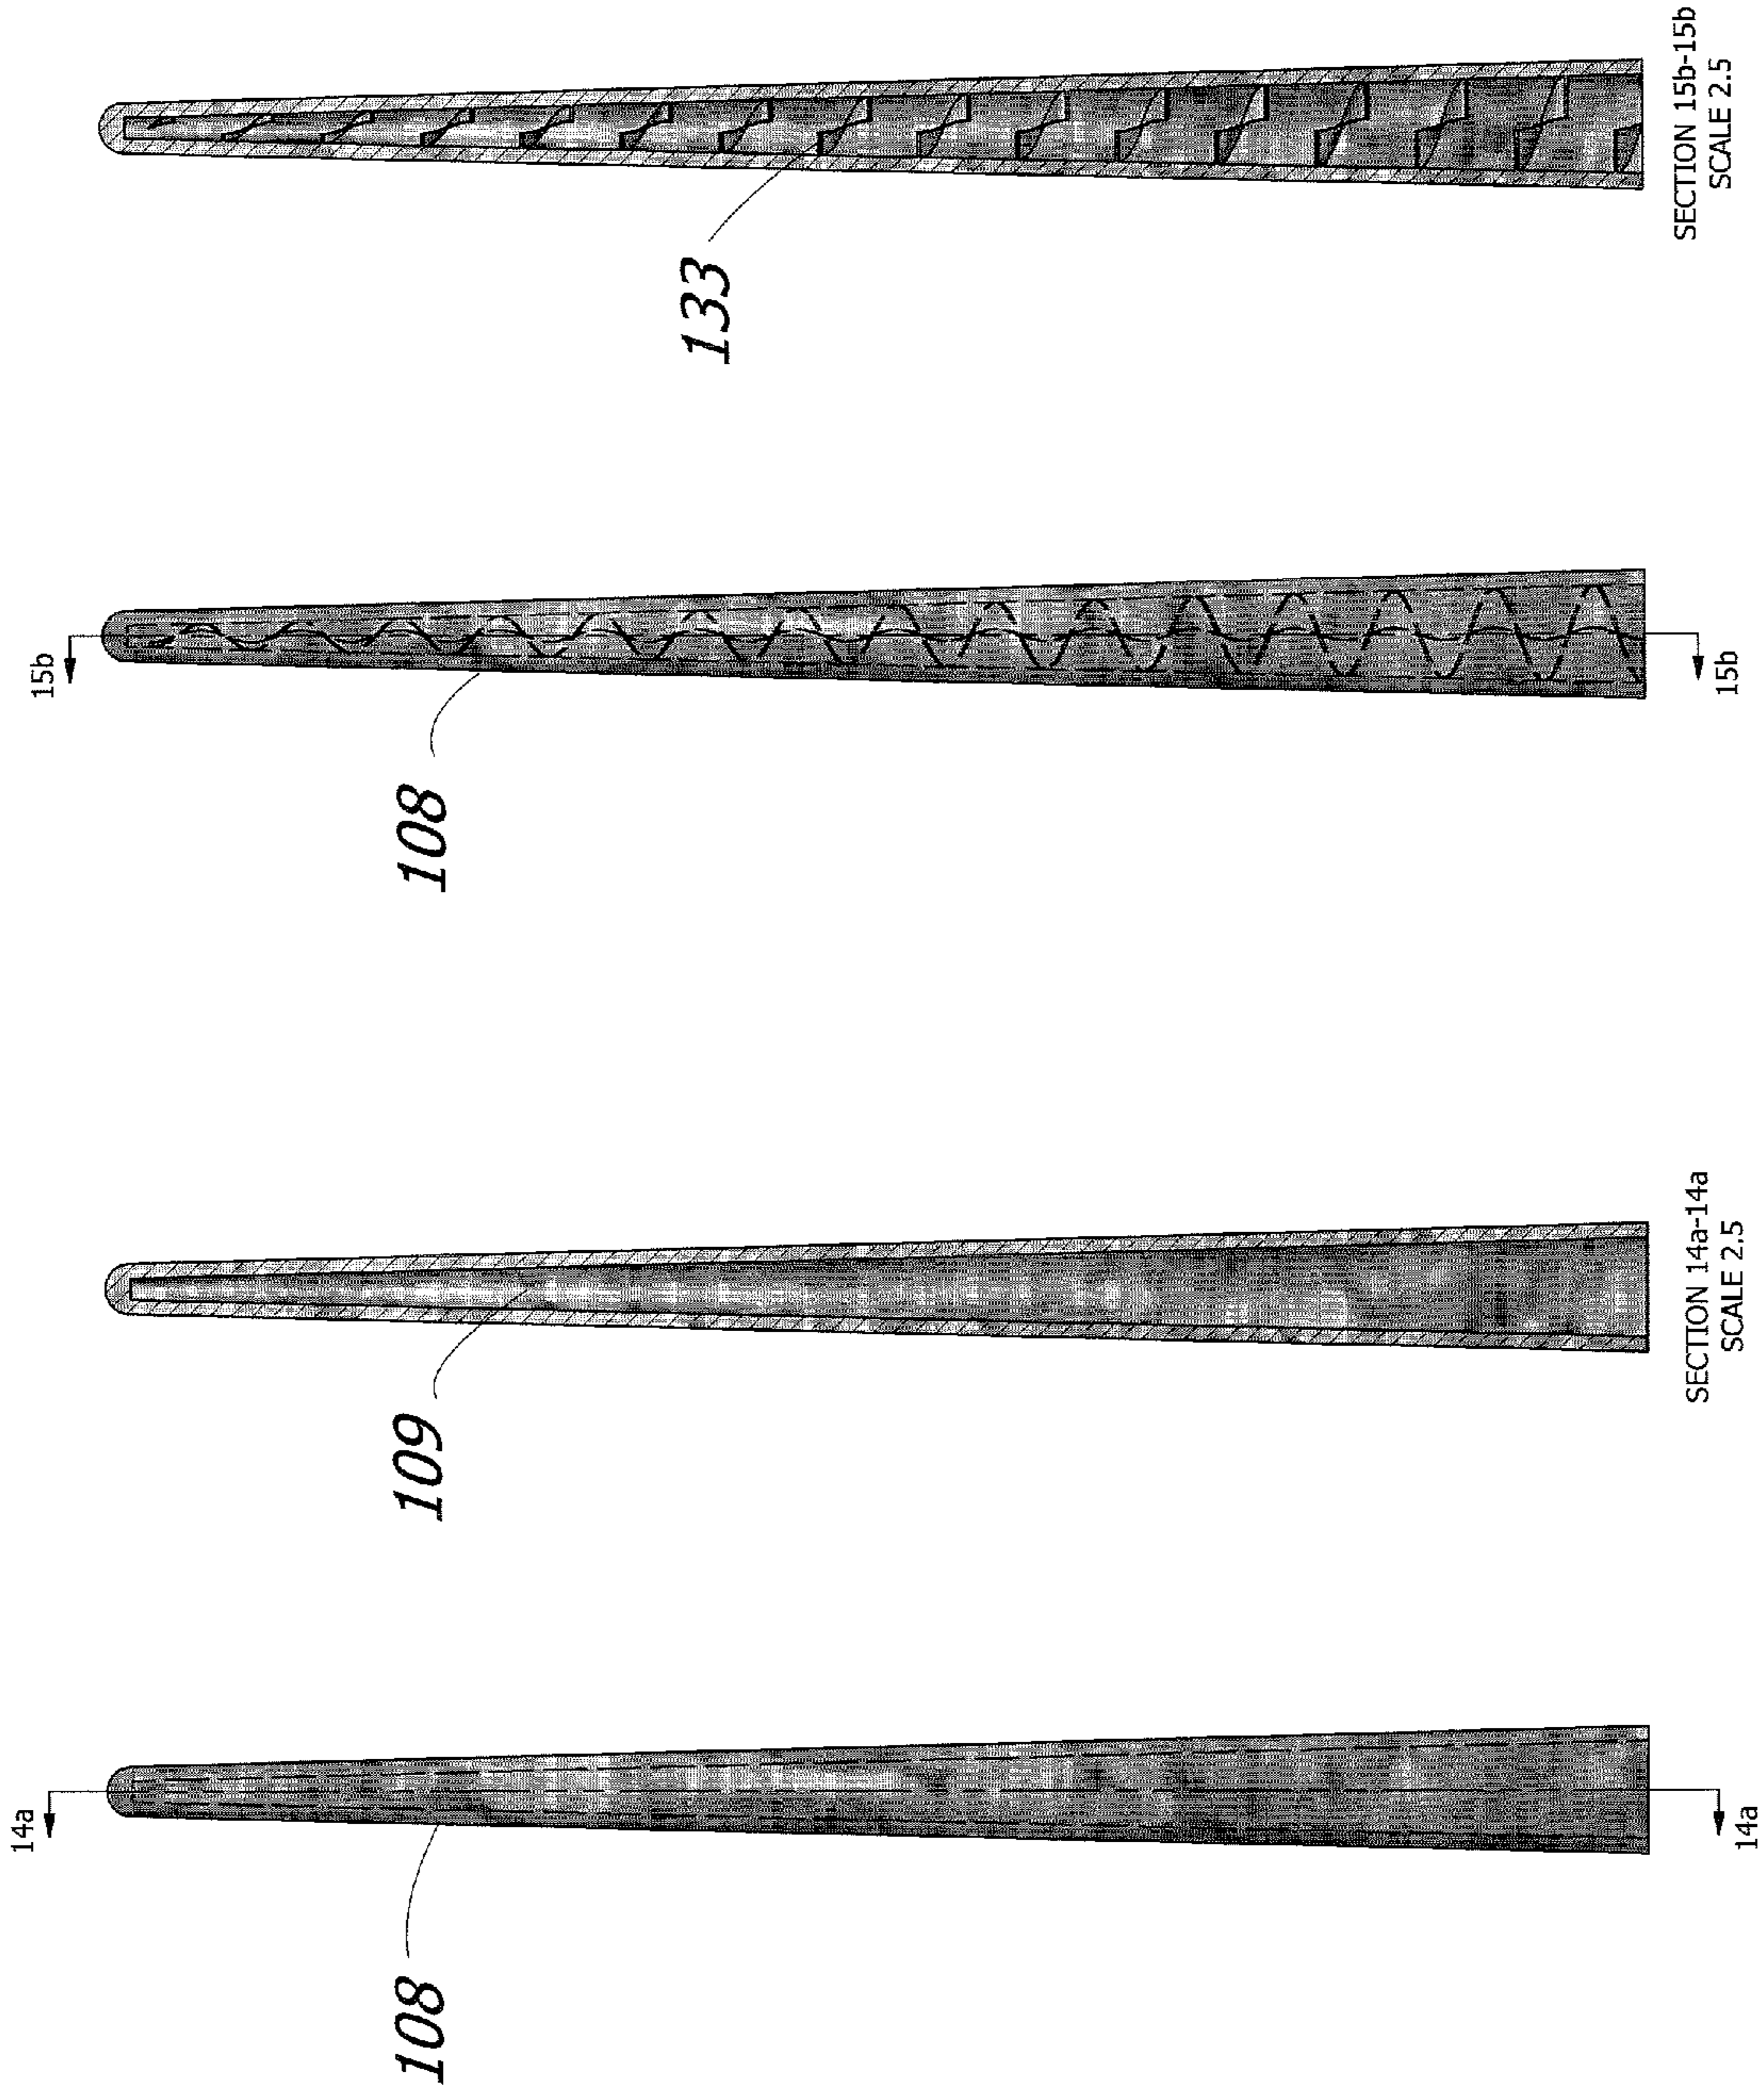 14a
108
14a
109
SECTION 14a-14a
SCALE 2.5
15b
108
15b
133
SECTION 15b-15b
SCALE 2.5